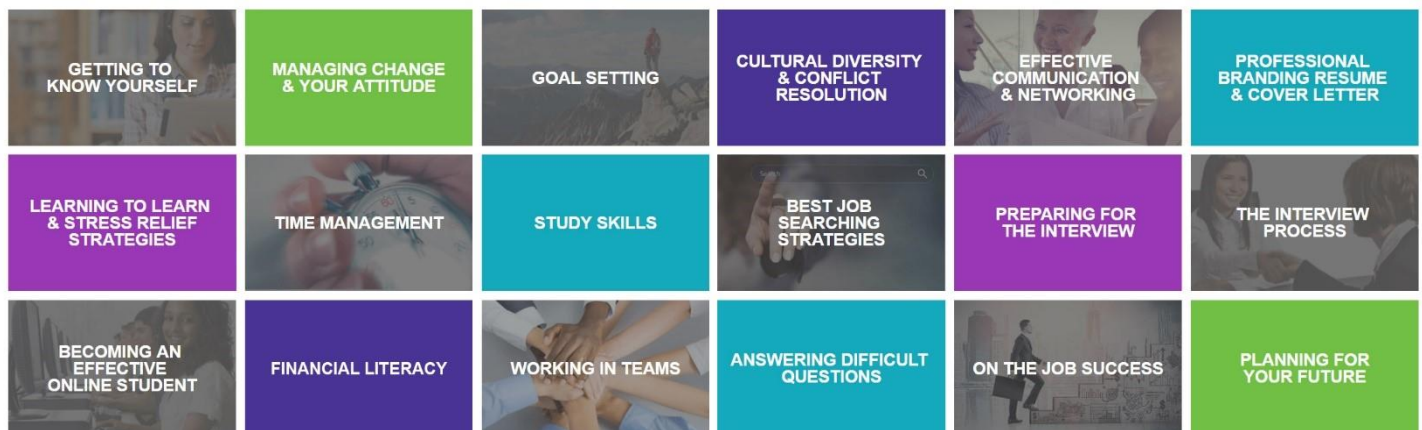 GETTING TO
KNOW YOURSELF
MANAGING CHANGE
& YOUR ATTITUDE
GOAL SETTING
CULTURAL DIVERSITY
& CONFLICT
RESOLUTION
EFFECTIVE
COMMUNICATION
& NETWORKING
PROFESSIONAL
BRANDING RESUME
& COVER LETTER
LEARNING TO LEARN
& STRESS RELIEF
STRATEGIES
TIME MANAGEMENT
STUDY SKILLS
BEST JOB
SEARCHING
STRATEGIES
PREPARING FOR
THE INTERVIEW
THE INTERVIEW
PROCESS
BECOMING AN
EFFECTIVE
ONLINE STUDENT
FINANCIAL LITERACY
WORKING IN TEAMS
ANSWERING DIFFICULT
QUESTIONS
ON THE JOB SUCCESS
PLANNING FOR
YOUR FUTURE